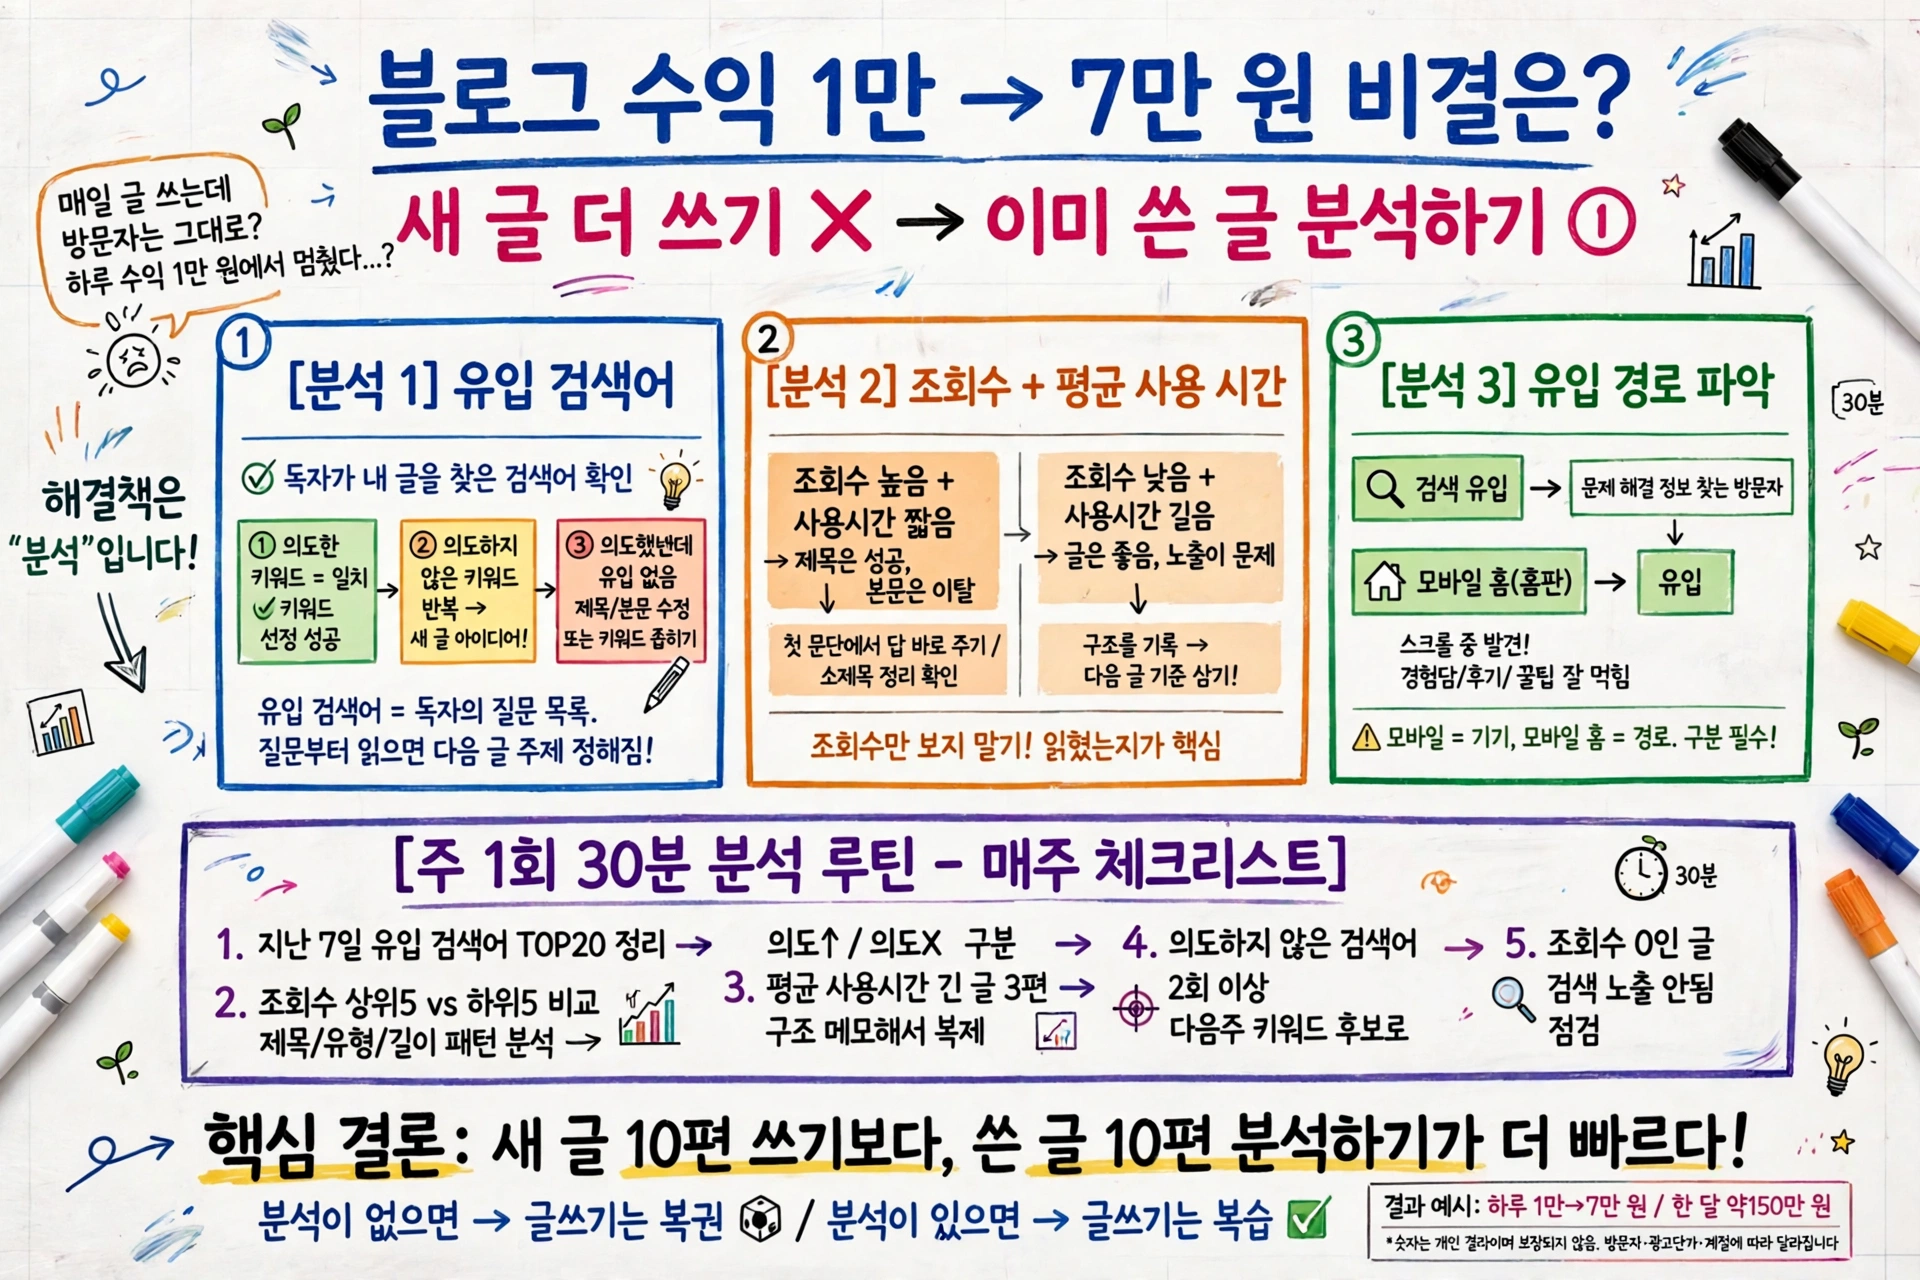 블로그 수익 1만 → 7만 원 비결은?
새 글 더 쓰기 ✕ → 이미 쓴 글 분석하기 ①
매일 글 쓰는데
방문자는 그대로?
하루 수익 1만 원에서 멈췄다...?
해결책은
“분석”입니다!
1
[분석 1] 유입 검색어
독자가 내 글을 찾은 검색어 확인
① 의도한
키워드 = 일치
✓ 키워드
선정 성공
→
② 의도하지
않은 키워드
반복 →
새 글 아이디어!
→
③ 의도했낸데
유입 없음
제목/본문 수정
또는 키워드 좁히기
유입 검색어 = 독자의 질문 목록.
질문부터 읽으면 다음 글 주제 정해짐!
2
[분석 2] 조회수 + 평균 사용 시간
조회수 높음 +
사용시간 짧음
→ 제목은 성공,
본문은 이탈
↓
첫 문단에서 답 바로 주기 /
소제목 정리 확인
→
조회수 낮음 +
사용시간 길음
→ 글은 좋음, 노출이 문제
↓
구조를 기록 →
다음 글 기준 삼기!
조회수만 보지 말기! 읽혔는지가 핵심
3
[분석 3] 유입 경로 파악
검색 유입 → 문제 해결 정보 찾는 방문자
↓
모바일 홈(홈판) → 유입
스크롤 중 발견!
경험담/후기/ 꿀팁 잘 먹힘
모바일 = 기기, 모바일 홈 = 경로. 구분 필수!
30분
[주 1회 30분 분석 루틴 - 매주 체크리스트]
30분
1. 지난 7일 유입 검색어 TOP20 정리 →
2. 조회수 상위5 vs 하위5 비교
제목/유형/길이 패턴 분석 →
의도↑ / 의도X 구분 →
3. 평균 사용시간 긴 글 3편 →
구조 메모해서 복제
4. 의도하지 않은 검색어 →
2회 이상
다음주 키워드 후보로
5. 조회수 0인 글
검색 노출 안됨
점검
핵심 결론: 새 글 10편 쓰기보다, 쓴 글 10편 분석하기가 더 빠르다!
분석이 없으면 → 글쓰기는 복권 / 분석이 있으면 → 글쓰기는 복습
결과 예시: 하루 1만→7만 원 / 한 달 약150만 원
*숫자는 개인 결라이며 보장되지 않음. 방문자·광고단가·계절에 따라 달라집니다